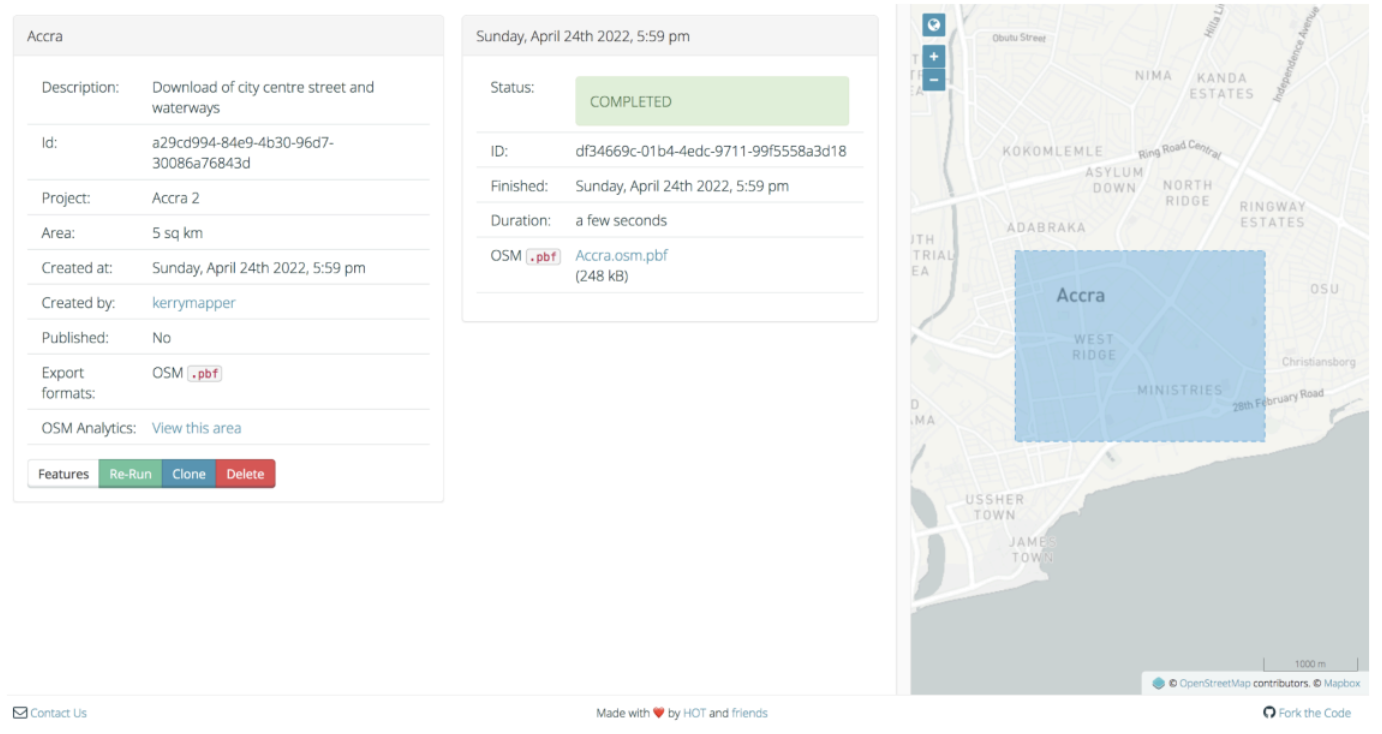 Accra
Description: Download of city centre street and
waterways
Id: a29cd994-84e9-4b30-96d7-
30086a76843d
Project: Accra 2
Area: 5 sq km
Created at: Sunday, April 24th 2022, 5:59 pm
Created by: kerrymapper
Published: No
Export OSM .pbf
formats:
OSM Analytics: View this area
Features Re-Run Clone Delete
Sunday, April 24th 2022, 5:59 pm
Status: COMPLETED
ID: df34669c-01b4-4edc-9711-99f5558a3d18
Finished: Sunday, April 24th 2022, 5:59 pm
Duration: a few seconds
OSM .pbf Accra.osm.pbf
(248 kB)
+
−
Obutu Street
Hilla Li
Independence Avenue
NIMA
KANDA
ESTATES
KOKOMLEMLE
Ring Road Central
ASYLUM
DOWN
NORTH
RIDGE
RINGWAY
ESTATES
ADABRAKA
UTH
TRIAL
EA
Accra
OSU
WEST
RIDGE
Christiansborg
MINISTRIES
28th February Road
D
AMA
USSHER
TOWN
JAMES
TOWN
1000 m
© OpenStreetMap contributors. © Mapbox
Contact Us
Made with ❤ by HOT and friends
Fork the Code